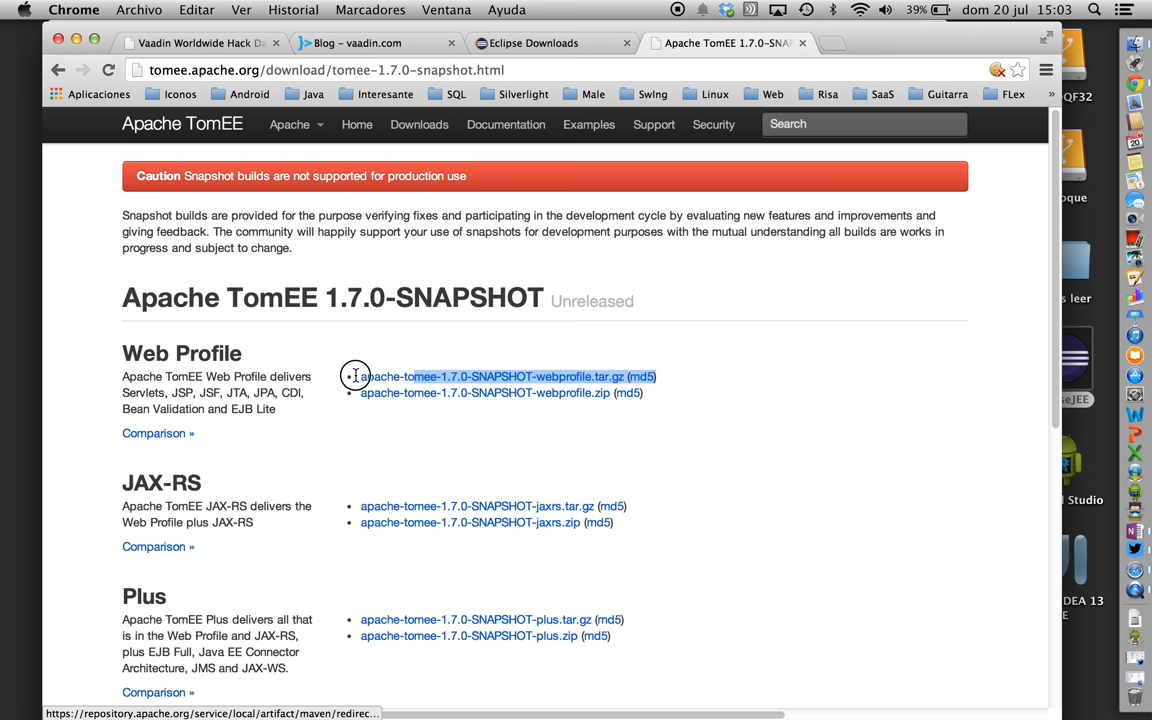 Chrome Archivo Editar Ver Historial Marcadores Ventana Ayuda 39% dom 20 jul 15:03
Vaadin Worldwide Hack Da Blog – vaadin.com Eclipse Downloads Apache TomEE 1.7.0-SNAP
tomee.apache.org/download/tomee-1.7.0-snapshot.html
Aplicaciones Iconos Android Java Interesante SQL Silverlight Male SwIng Linux Web Risa SaaS Guitarra FLex »
Apache TomEE Apache Home Downloads Documentation Examples Support Security Search
Caution Snapshot builds are not supported for production use
Snapshot builds are provided for the purpose verifying fixes and participating in the development cycle by evaluating new features and improvements and
giving feedback. The community will happily support your use of snapshots for development purposes with the mutual understanding all builds are works in
progress and subject to change.
Apache TomEE 1.7.0-SNAPSHOT Unreleased
Web Profile
Apache TomEE Web Profile delivers
Servlets, JSP, JSF, JTA, JPA, CDI,
Bean Validation and EJB Lite
Comparison »
• apache-tomee-1.7.0-SNAPSHOT-webprofile.tar.gz (md5)
• apache-tomee-1.7.0-SNAPSHOT-webprofile.zip (md5)
JAX-RS
Apache TomEE JAX-RS delivers the
Web Profile plus JAX-RS
Comparison »
• apache-tomee-1.7.0-SNAPSHOT-jaxrs.tar.gz (md5)
• apache-tomee-1.7.0-SNAPSHOT-jaxrs.zip (md5)
Plus
Apache TomEE Plus delivers all that
is in the Web Profile and JAX-RS,
plus EJB Full, Java EE Connector
Architecture, JMS and JAX-WS.
Comparison »
• apache-tomee-1.7.0-SNAPSHOT-plus.tar.gz (md5)
• apache-tomee-1.7.0-SNAPSHOT-plus.zip (md5)
https://repository.apache.org/service/local/artifact/maven/redirec...
QF32
oque
s leer
seJEE
l Studio
DEA 13
E
20